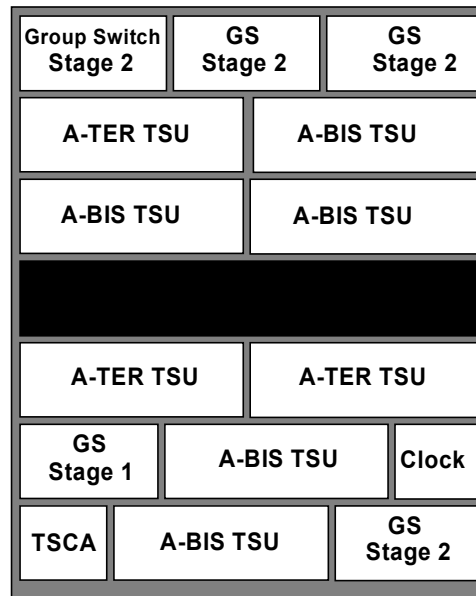 Group Switch
Stage 2
GS
Stage 2
GS
Stage 2
A-TER TSU
A-BIS TSU
A-BIS TSU
A-BIS TSU
A-TER TSU
A-TER TSU
GS
Stage 1
A-BIS TSU
Clock
TSCA
A-BIS TSU
GS
Stage 2